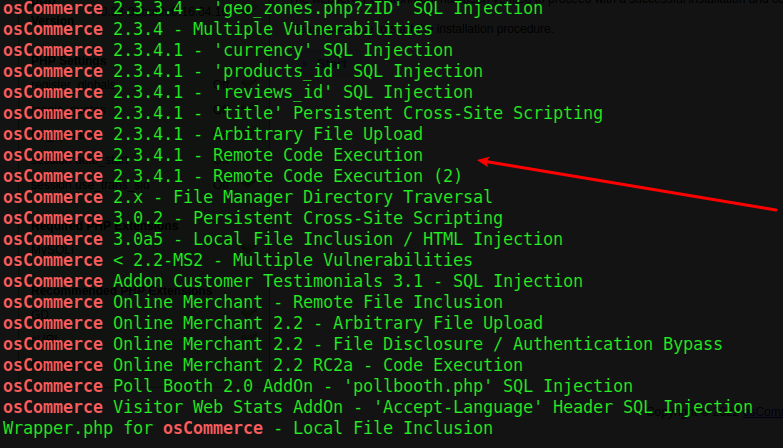 osCommerce 2.3.3.4 - 'geo_zones.php?zID' SQL Injection
osCommerce 2.3.4 - Multiple Vulnerabilities
installation procedure.
osCommerce 2.3.4.1 - 'currency' SQL Injection
osCommerce 2.3.4.1 - 'products_id' SQL Injection
osCommerce 2.3.4.1 - 'reviews_id' SQL Injection
osCommerce 2.3.4.1 - 'title' Persistent Cross-Site Scripting
osCommerce 2.3.4.1 - Arbitrary File Upload
osCommerce 2.3.4.1 - Remote Code Execution
osCommerce 2.3.4.1 - Remote Code Execution (2)
osCommerce 2.x - File Manager Directory Traversal
osCommerce 3.0.2 - Persistent Cross-Site Scripting
osCommerce 3.0a5 - Local File Inclusion / HTML Injection
osCommerce < 2.2-MS2 - Multiple Vulnerabilities
osCommerce Addon Customer Testimonials 3.1 - SQL Injection
osCommerce Online Merchant - Remote File Inclusion
osCommerce Online Merchant 2.2 - Arbitrary File Upload
osCommerce Online Merchant 2.2 - File Disclosure / Authentication Bypass
osCommerce Online Merchant 2.2 RC2a - Code Execution
osCommerce Poll Booth 2.0 AddOn - 'pollbooth.php' SQL Injection
osCommerce Visitor Web Stats AddOn - 'Accept-Language' Header SQL Injection
Wrapper.php for osCommerce - Local File Inclusion